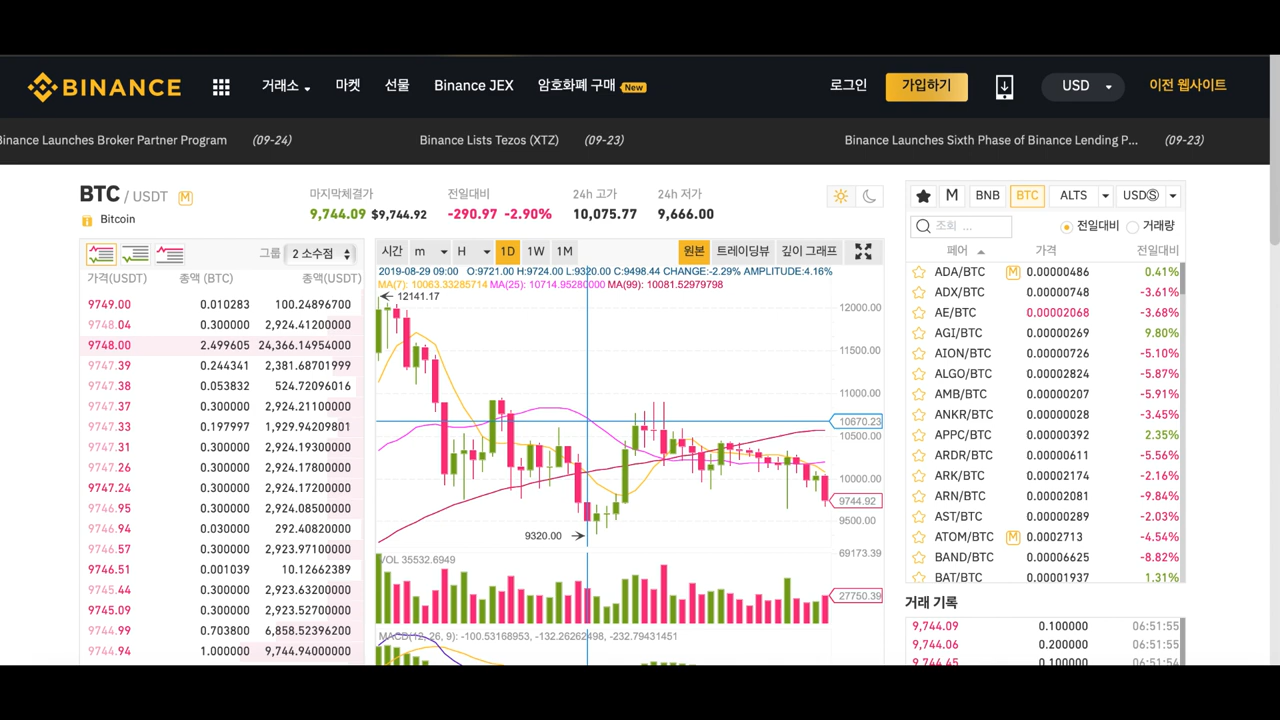 BINANCE 거래소 마켓 선물 Binance JEX 암호화폐 구매 New 로그인 가입하기 USD 이전 웹사이트
Binance Launches Broker Partner Program (09-24) Binance Lists Tezos (XTZ) (09-23) Binance Launches Sixth Phase of Binance Lending P... (09-23)
BTC / USDT M
Bitcoin
마지막체결가 전일대비 24h 고가 24h 저가
9,744.09 $9,744.92 -290.97 -2.90% 10,075.77 9,666.00
그룹 2 소수점
가격(USDT) 총액 (BTC) 총액(USDT)
9749.00 0.010283 100.24896700
9748.04 0.300000 2,924.41200000
9748.00 2.499605 24,366.14954000
9747.39 0.244341 2,381.68701999
9747.38 0.053832 524.72096016
9747.37 0.300000 2,924.21100000
9747.33 0.197997 1,929.94209801
9747.31 0.300000 2,924.19300000
9747.26 0.300000 2,924.17800000
9747.24 0.300000 2,924.17200000
9746.95 0.300000 2,924.08500000
9746.94 0.030000 292.40820000
9746.57 0.300000 2,923.97100000
9746.51 0.001039 10.12662389
9745.44 0.300000 2,923.63200000
9745.09 0.300000 2,923.52700000
9744.99 0.703800 6,858.52396200
9744.94 1.000000 9,744.94000000
시간 m H 1D 1W 1M 원본 트레이딩뷰 깊이 그래프
2019-08-29 09:00 O:9721.00 H:9724.00 L:9320.00 C:9498.44 CHANGE:-2.29% AMPLITUDE:4.16%
MA(7): 10063.33285714 MA(25): 10714.95280000 MA(99): 10081.52979798
12141.17
12000.00
11500.00
11000.00
10670.23
10500.00
10000.00
9744.92
9500.00
9320.00
69173.39
VOL 35532.6949
27750.39
MACD(12, 26, 9): -100.53168953, -132.26262498, -232.79431451
M BNB BTC ALTS USDⓈ
조회 ... 전일대비 거래량
페어 가격 전일대비
ADA/BTC M 0.00000486 0.41%
ADX/BTC 0.00000748 -3.61%
AE/BTC 0.00002068 -3.68%
AGI/BTC 0.00000269 9.80%
AION/BTC 0.00000726 -5.10%
ALGO/BTC 0.00002824 -5.87%
AMB/BTC 0.00000207 -5.91%
ANKR/BTC 0.00000028 -3.45%
APPC/BTC 0.00000392 2.35%
ARDR/BTC 0.00000611 -5.56%
ARK/BTC 0.00002174 -2.16%
ARN/BTC 0.00002081 -9.84%
AST/BTC 0.00000289 -2.03%
ATOM/BTC M 0.0002713 -4.54%
BAND/BTC 0.00006625 -8.82%
BAT/BTC 0.00001937 1.31%
거래 기록
9,744.09 0.100000 06:51:55
9,744.06 0.200000 06:51:55
9,744.45 0.100000 06:51:54